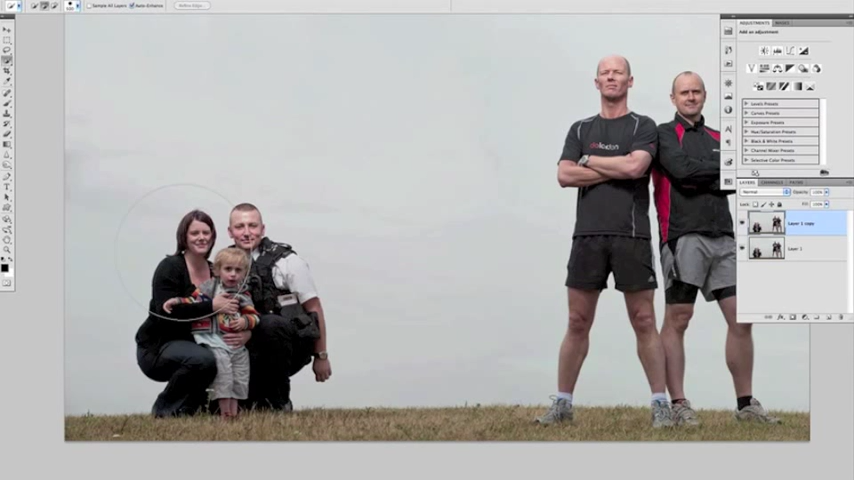 Sample All Layers Auto-Enhance Refine Edge...
ADJUSTMENTS MASKS
Add an adjustment
Levels Presets
Curves Presets
Exposure Presets
Hue/Saturation Presets
Black & White Presets
Channel Mixer Presets
Selective Color Presets
LAYERS CHANNELS PATHS
Normal Opacity: 100%
Lock: Fill: 100%
Layer 1 copy
Layer 1